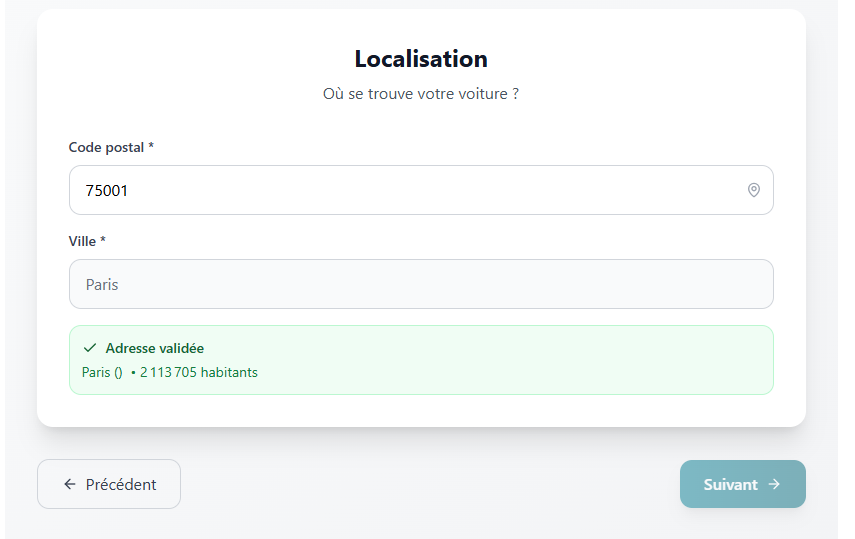 Localisation
Où se trouve votre voiture ?
Code postal *
75001
Ville *
Paris
Adresse validée
Paris () • 2 113 705 habitants
Précédent
Suivant